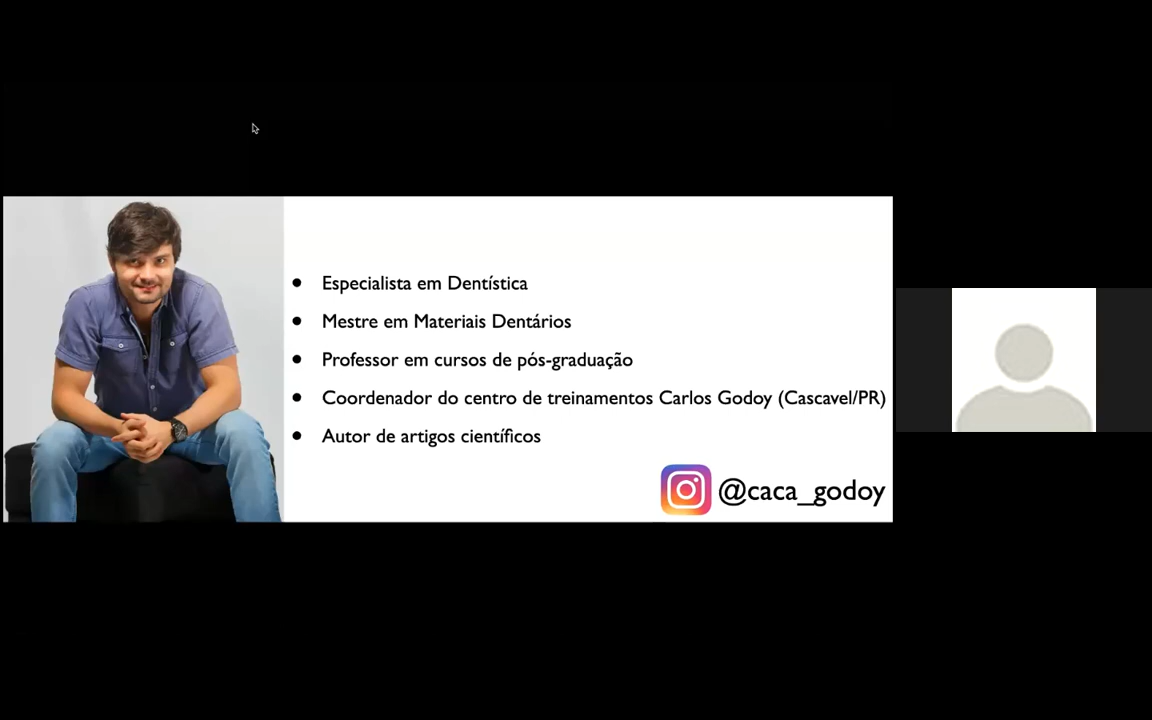 Especialista em Dentística
Mestre em Materiais Dentários
Professor em cursos de pós-graduação
Coordenador do centro de treinamentos Carlos Godoy (Cascavel/PR)
Autor de artigos científicos
@caca_godoy